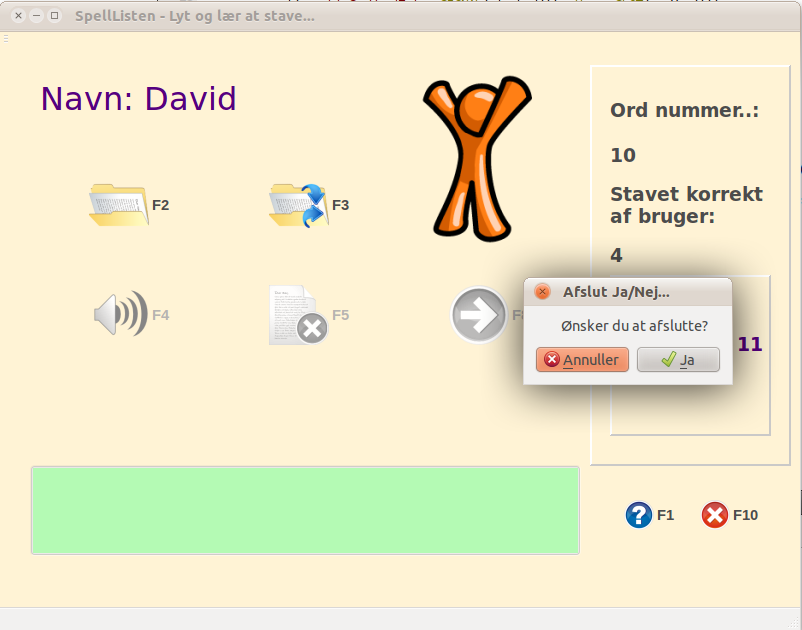 SpellListen - Lyt og lær at stave...
Navn: David
Ord nummer..:
10
Stavet korrekt
af bruger:
4
F2
F3
F4
F5
Afslut Ja/Nej...
Ønsker du at afslutte?
Annuller
Ja
11
F1
F10